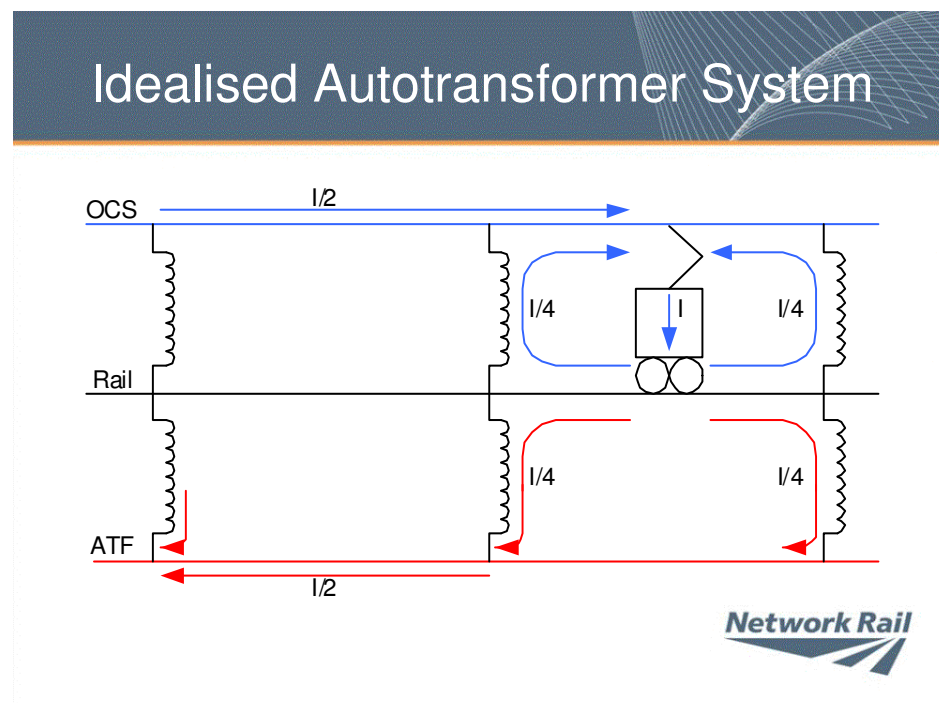 Idealised Autotransformer System
I/2
OCS
I/4
I
I/4
Rail
I/4
I/4
ATF
I/2
Network Rail